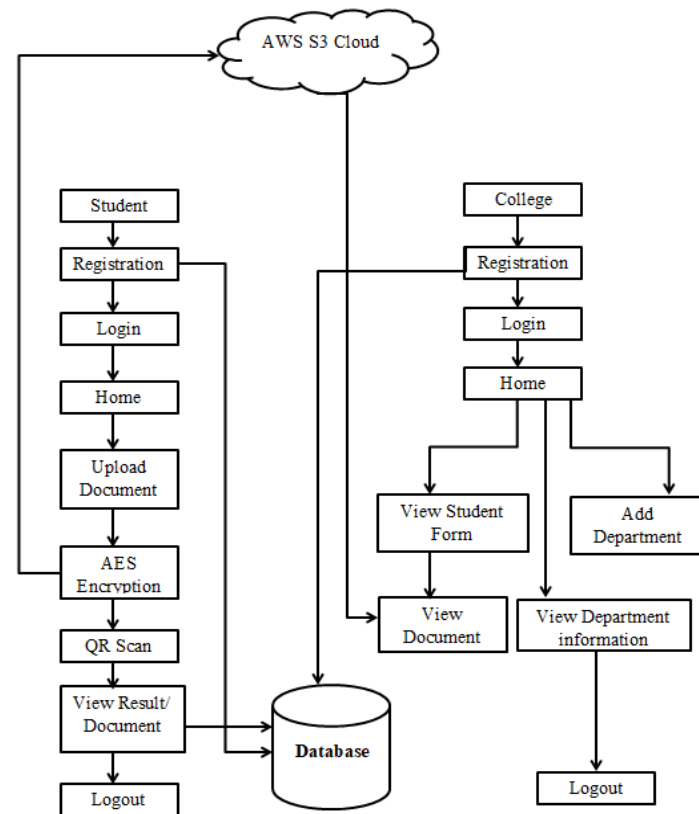 AWS S3 Cloud
Student
Registration
Login
Home
Upload
Document
AES
Encryption
QR Scan
View Result/
Document
Logout
Database
College
Registration
Login
Home
View Student
Form
View
Document
Add
Department
View Department
information
Logout